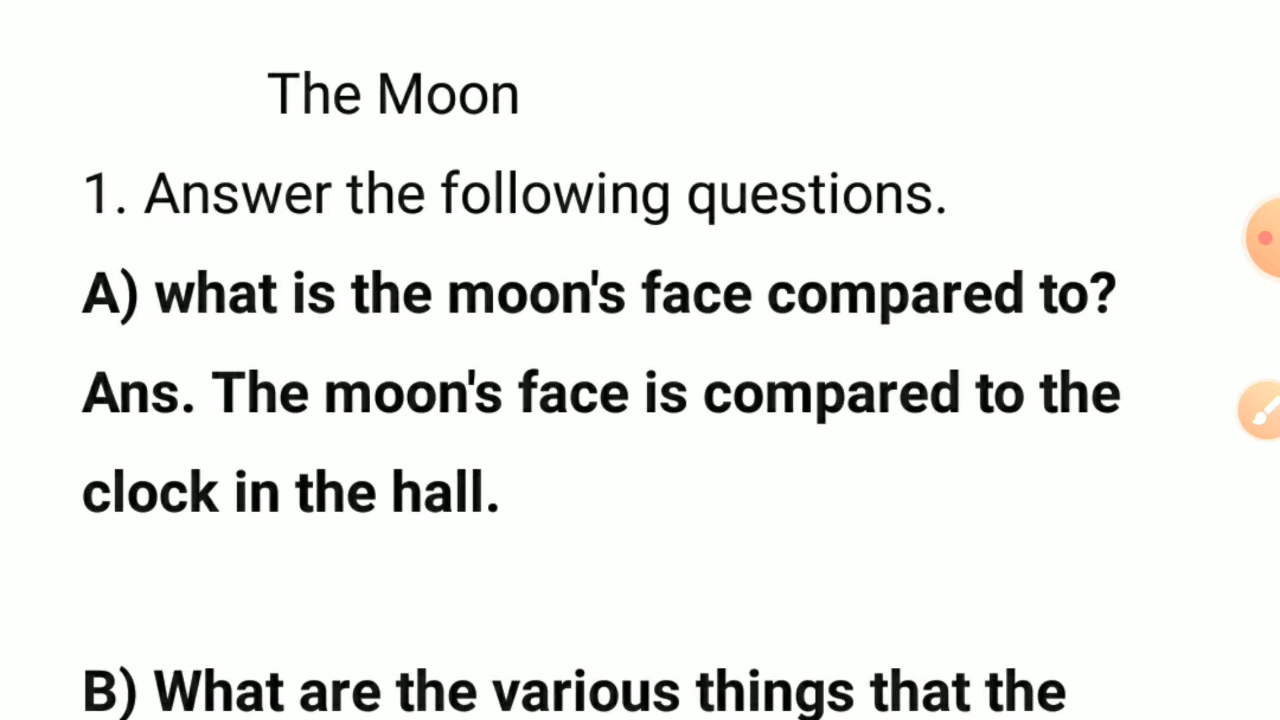 The Moon
1. Answer the following questions.
A) what is the moon's face compared to?
Ans. The moon's face is compared to the
clock in the hall.
B) What are the various things that the